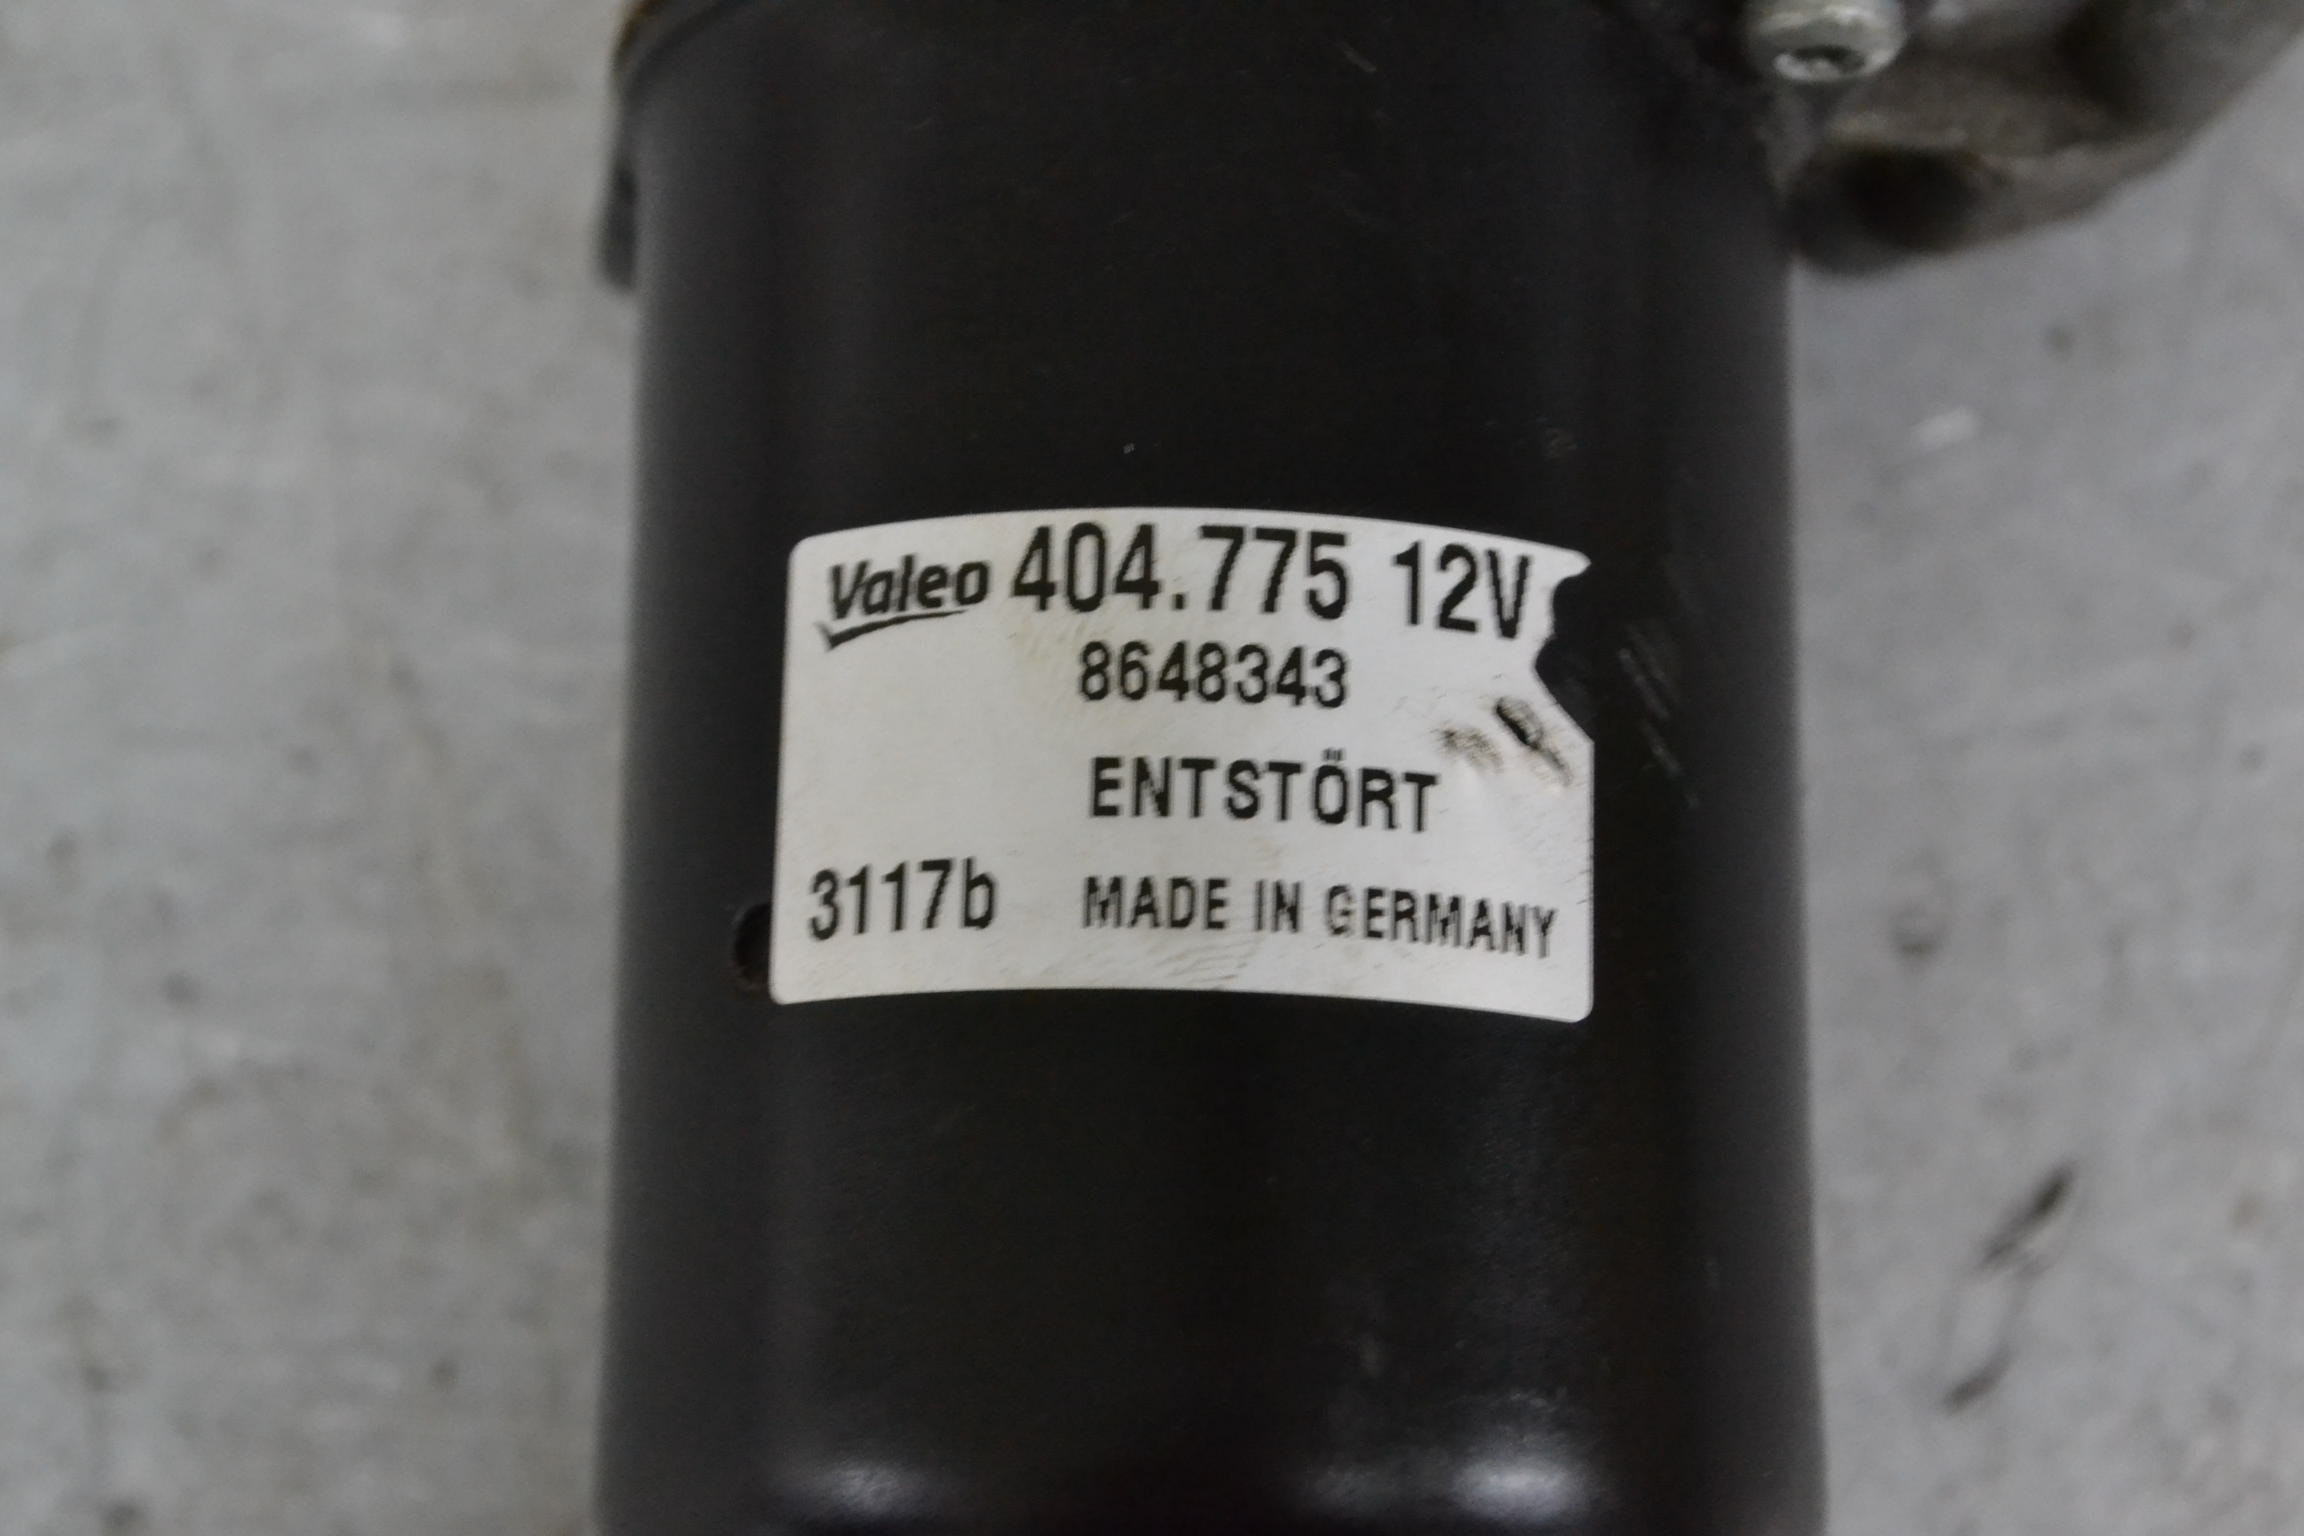 Valeo 404.775 12V
8648343
ENTSTÖRT
3117b MADE IN GERMANY